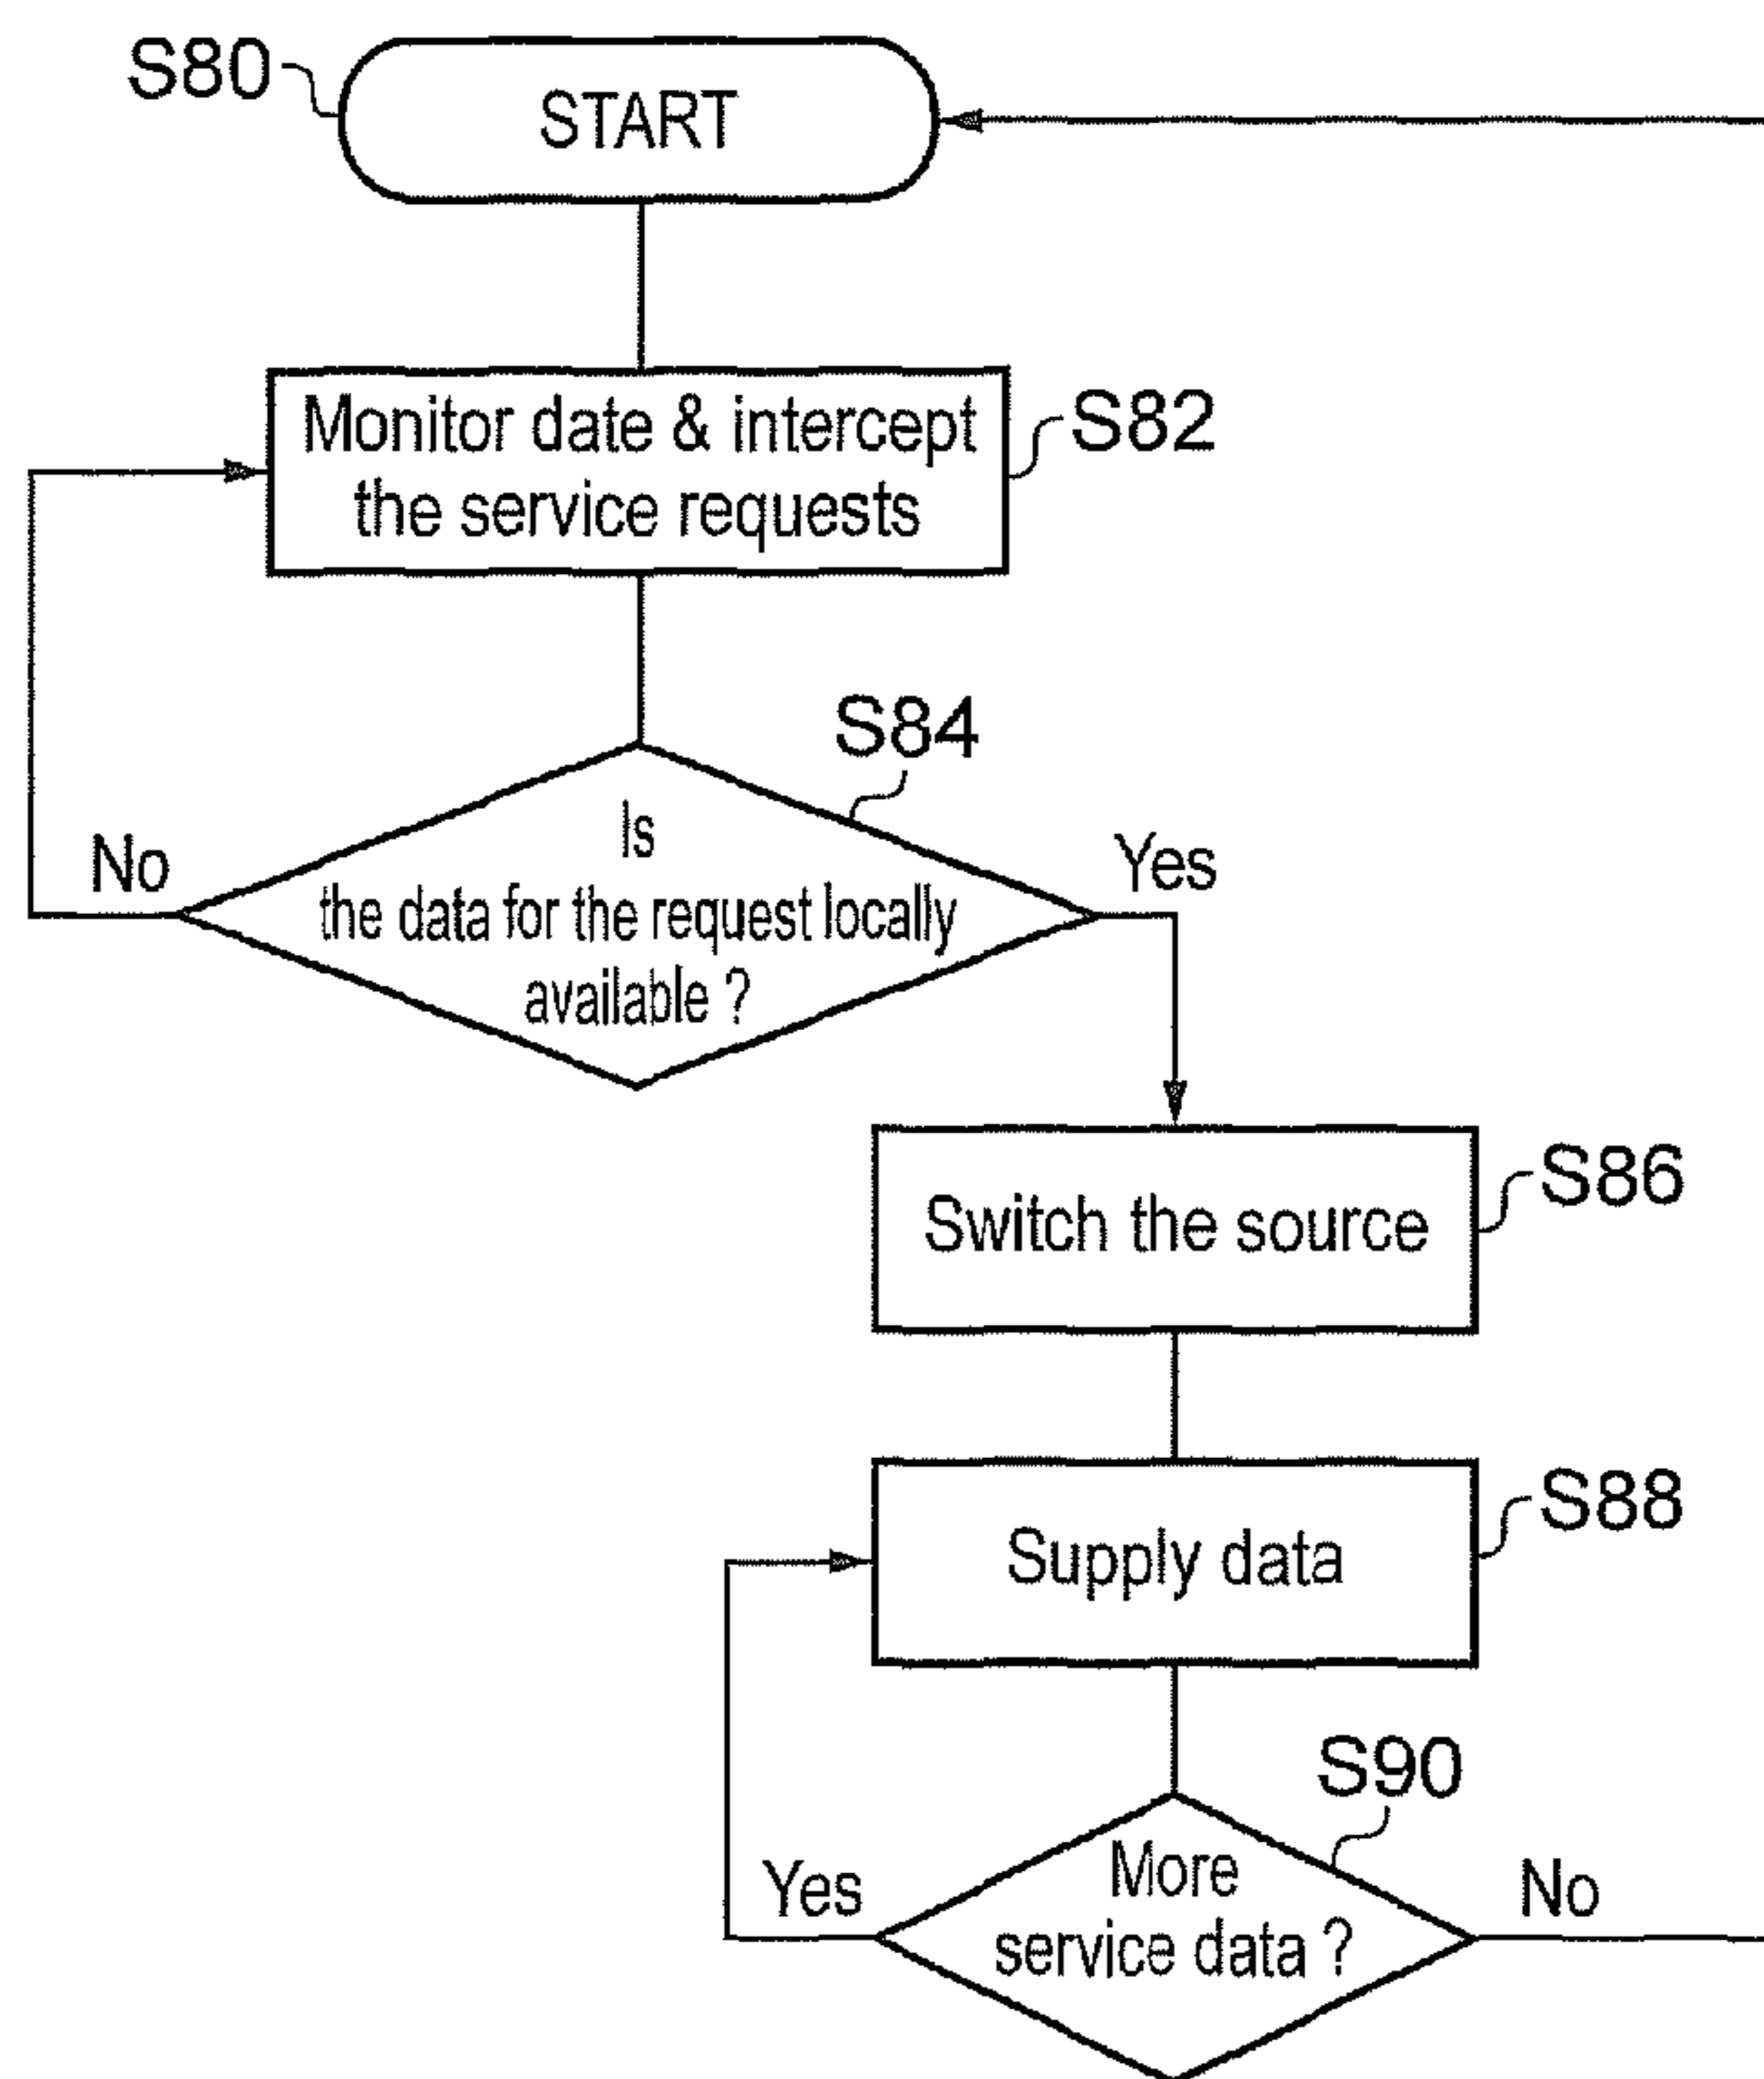 S80
START
Monitor date & intercept
the service requests
S82
S84
Is
the data for the request locally
available ?
No
Yes
Switch the source
S86
Supply data
S88
S90
More
service data ?
Yes
No